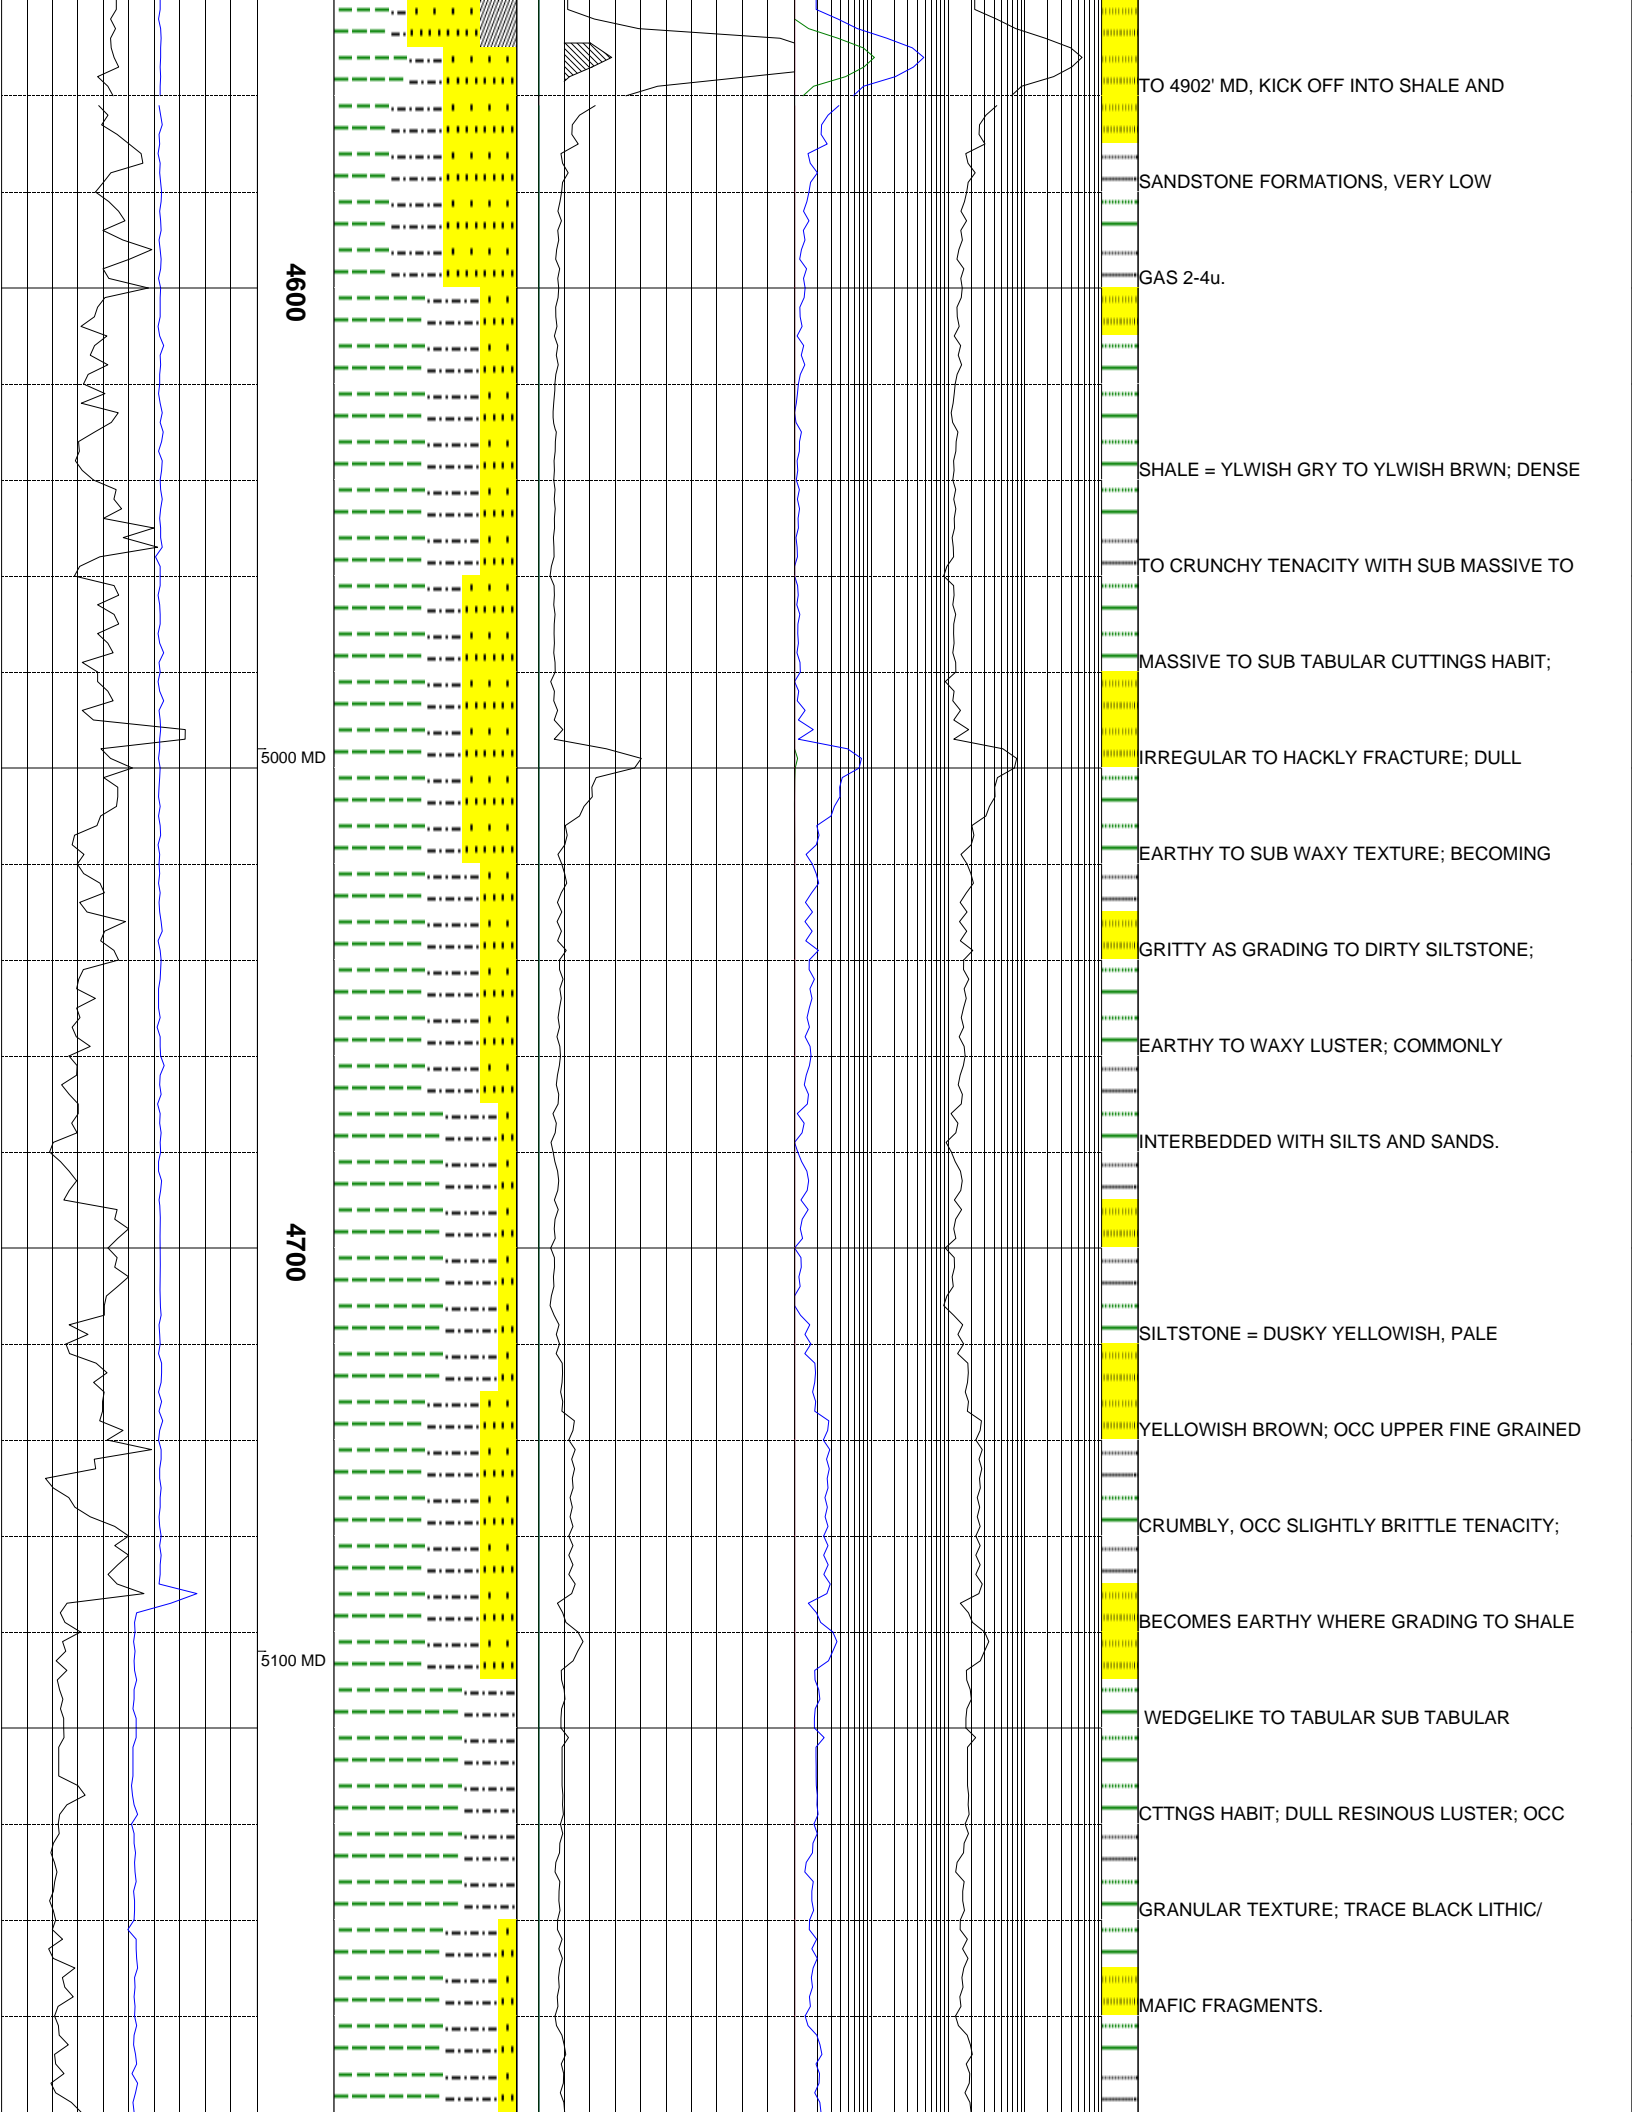 TO 4902' MD, KICK OFF INTO SHALE AND
SANDSTONE FORMATIONS, VERY LOW
GAS 2-4u.
4600
SHALE = YLWISH GRY TO YLWISH BRWN; DENSE
TO CRUNCHY TENACITY WITH SUB MASSIVE TO
MASSIVE TO SUB TABULAR CUTTINGS HABIT;
5000 MD
IRREGULAR TO HACKLY FRACTURE; DULL
EARTHY TO SUB WAXY TEXTURE; BECOMING
GRITTY AS GRADING TO DIRTY SILTSTONE;
EARTHY TO WAXY LUSTER; COMMONLY
INTERBEDDED WITH SILTS AND SANDS.
4700
SILTSTONE = DUSKY YELLOWISH, PALE
YELLOWISH BROWN; OCC UPPER FINE GRAINED
CRUMBLY, OCC SLIGHTLY BRITTLE TENACITY;
BECOMES EARTHY WHERE GRADING TO SHALE
5100 MD
WEDGELIKE TO TABULAR SUB TABULAR
CTTNGS HABIT; DULL RESINOUS LUSTER; OCC
GRANULAR TEXTURE; TRACE BLACK LITHIC/
MAFIC FRAGMENTS.